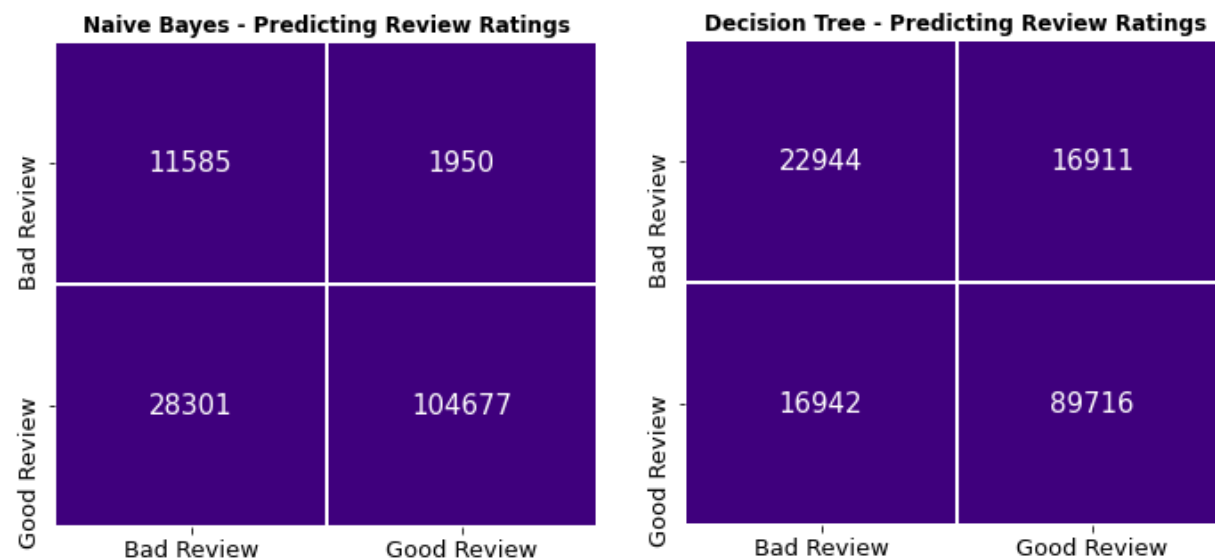 Naive Bayes - Predicting Review Ratings
Bad Review
11585
1950
Good Review
28301
104677
Bad Review
Good Review
Decision Tree - Predicting Review Ratings
Bad Review
22944
16911
Good Review
16942
89716
Bad Review
Good Review